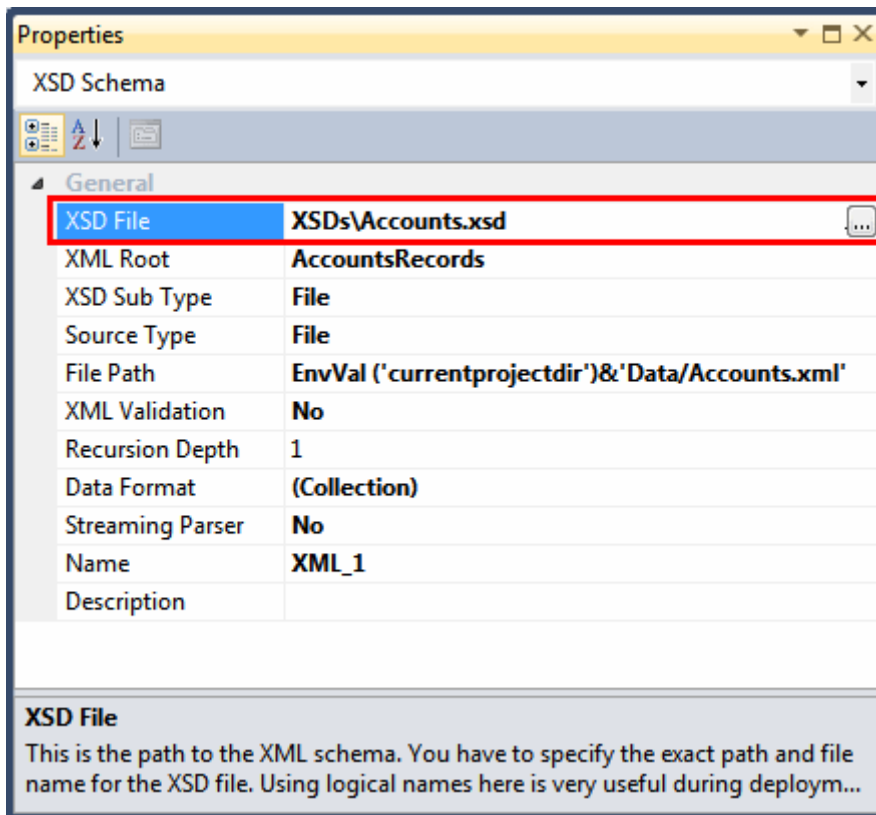 Properties
XSD Schema
General
XSD File XSDs\Accounts.xsd ...
XML Root AccountsRecords
XSD Sub Type File
Source Type File
File Path EnvVal ('currentprojectdir')&'Data/Accounts.xml'
XML Validation No
Recursion Depth 1
Data Format (Collection)
Streaming Parser No
Name XML_1
Description
XSD File
This is the path to the XML schema. You have to specify the exact path and file
name for the XSD file. Using logical names here is very useful during deploym...